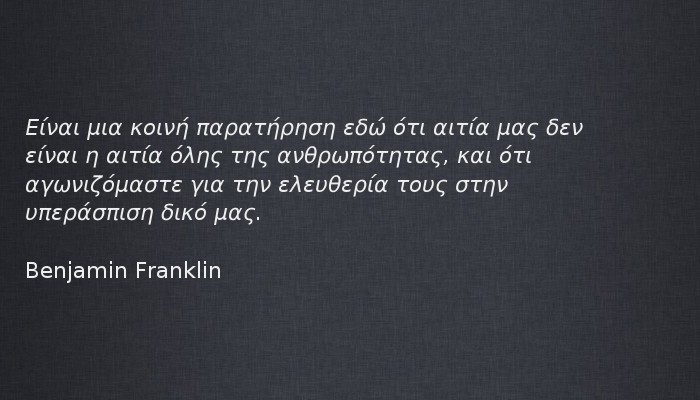 Είναι μια κοινή παρατήρηση εδώ ότι αιτία μας δεν
είναι η αιτία όλης της ανθρωπότητας, και ότι
αγωνιζόμαστε για την ελευθερία τους στην
υπεράσπιση δικό μας.
Benjamin Franklin